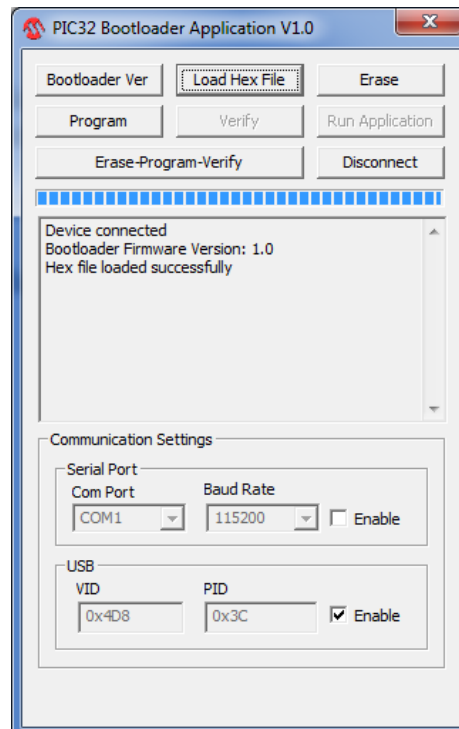 PIC32 Bootloader Application V1.0
Bootloader Ver Load Hex File Erase
Program Verify Run Application
Erase-Program-Verify Disconnect
Device connected
Bootloader Firmware Version: 1.0
Hex file loaded successfully
Communication Settings
Serial Port
Com Port Baud Rate
COM1 115200 Enable
USB
VID PID
0x4D8 0x3C Enable